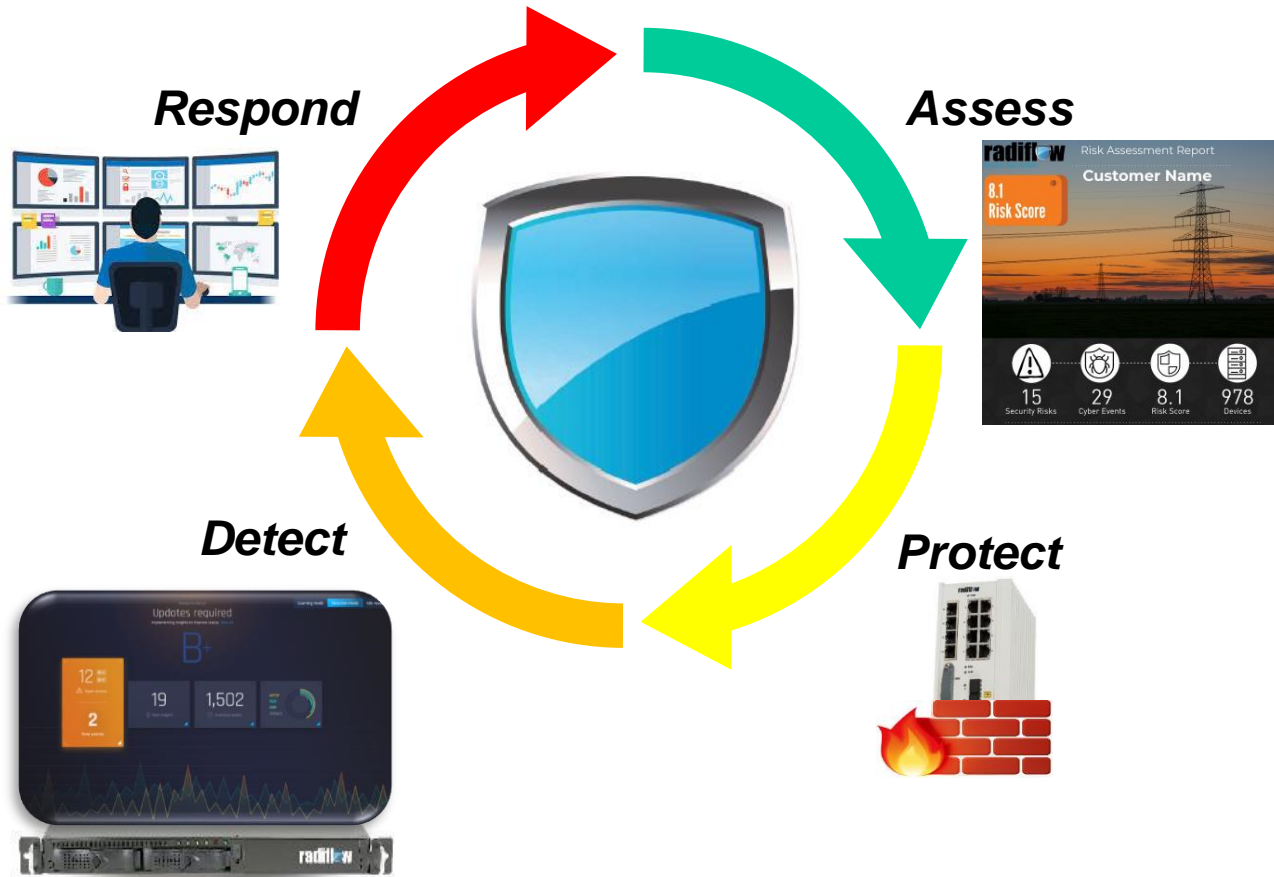 Respond
Assess
radiflow
Risk Assessment Report
Customer Name
8.1
Risk Score
15
Security Risks
29
Cyber Events
8.1
Risk Score
978
Devices
Detect
Protect
radiflow
Updates required
B+
12
2
19
1,502
radiflow